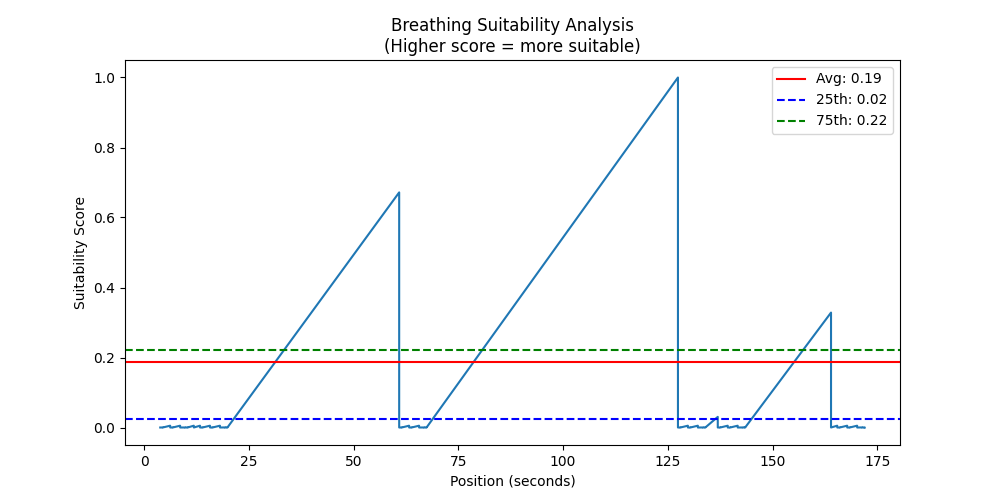 Breathing Suitability Analysis
(Higher score = more suitable)
Avg: 0.19
25th: 0.02
75th: 0.22
Suitability Score
1.0
0.8
0.6
0.4
0.2
0.0
0 25 50 75 100 125 150 175
Position (seconds)